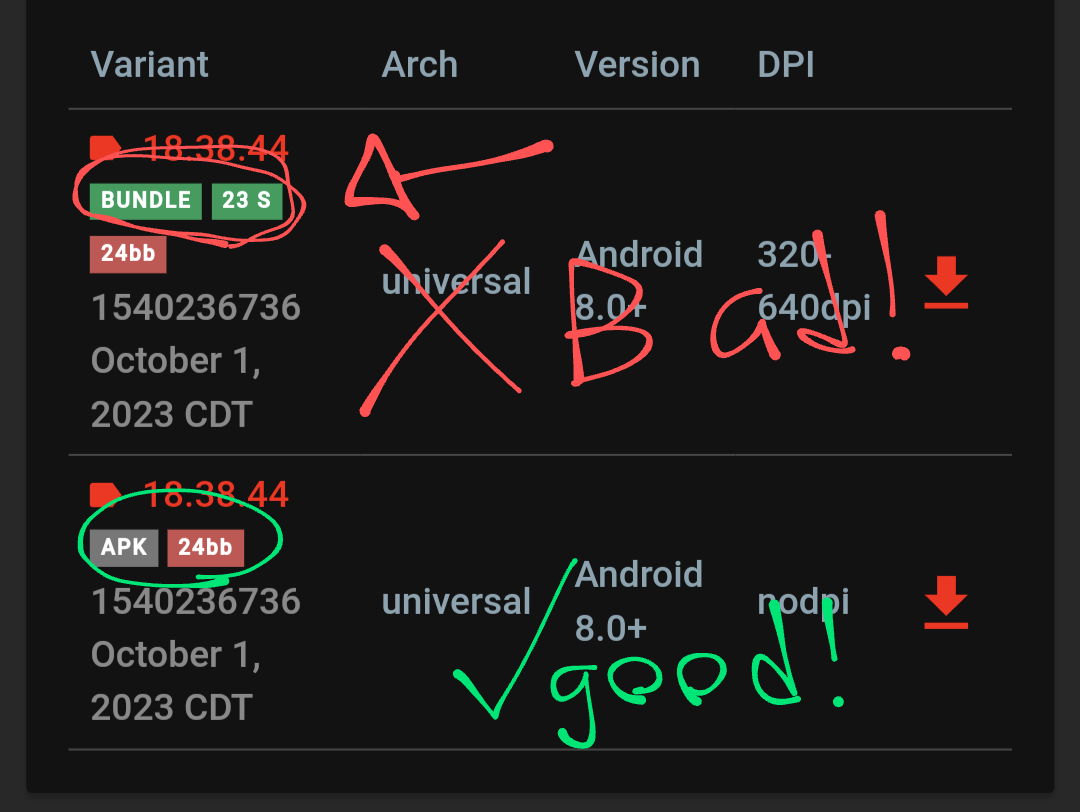 Variant Arch Version DPI
18.38.44
BUNDLE 23 S
24bb
1540236736
October 1,
2023 CDT
universal
Android
8.0+
320-
640dpi
Bad!
18.38.44
APK 24bb
1540236736
October 1,
2023 CDT
universal
Android
8.0+
nodpi
good!